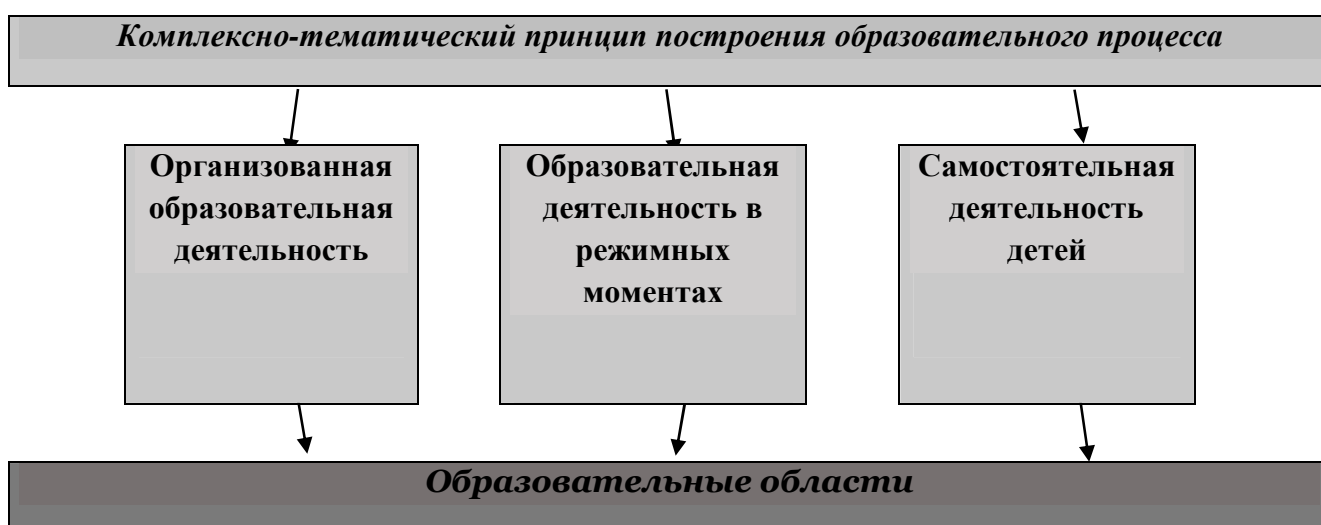 Комплексно-тематический принцип построения образовательного процесса
Организованная
образовательная
деятельность
Образовательная
деятельность в
режимных
моментах
Самостоятельная
деятельность
детей
Образовательные области